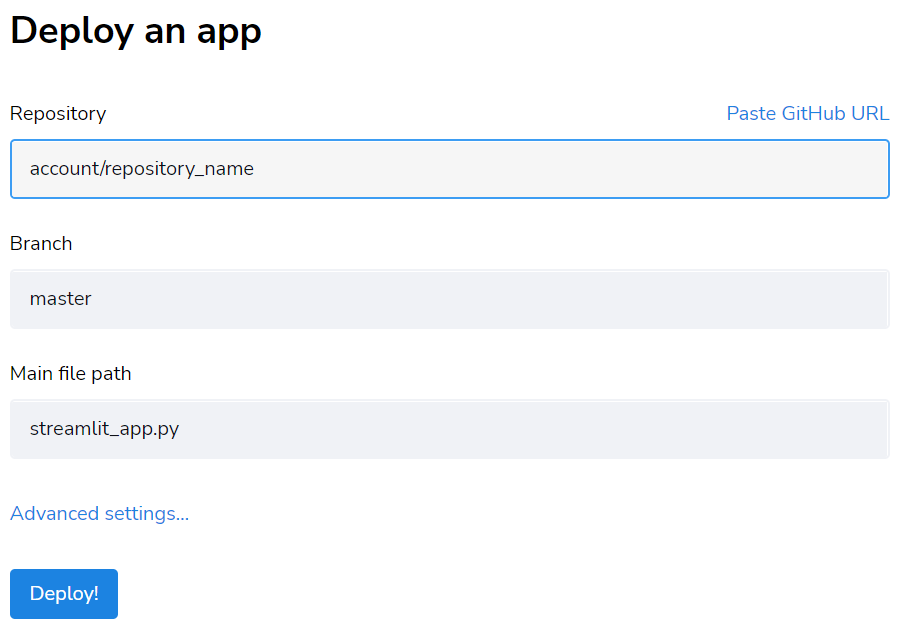 Deploy an app
Repository
Paste GitHub URL
account/repository_name
Branch
master
Main file path
streamlit_app.py
Advanced settings...
Deploy!